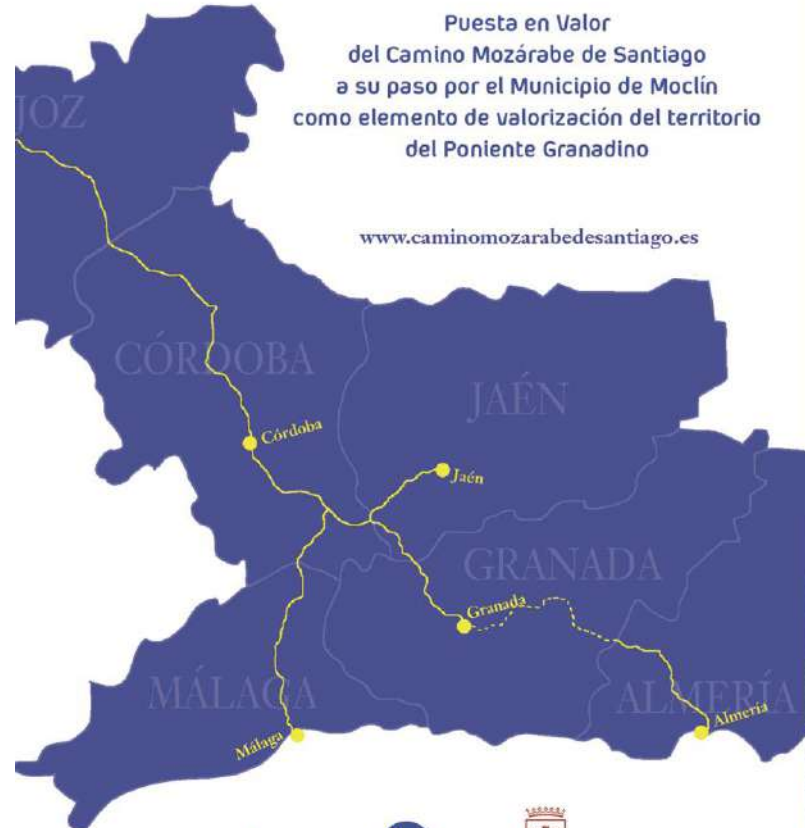 Puesta en Valor
del Camino Mozárabe de Santiago
a su paso por el Municipio de Moclín
como elemento de valorización del territorio
del Poniente Granadino
www.caminomozarabedesantiago.es
JOZ
CÓRDOBA
JAÉN
Córdoba
Jaén
GRANADA
Granada
MÁLAGA
ALMERÍA
Málaga
Almería